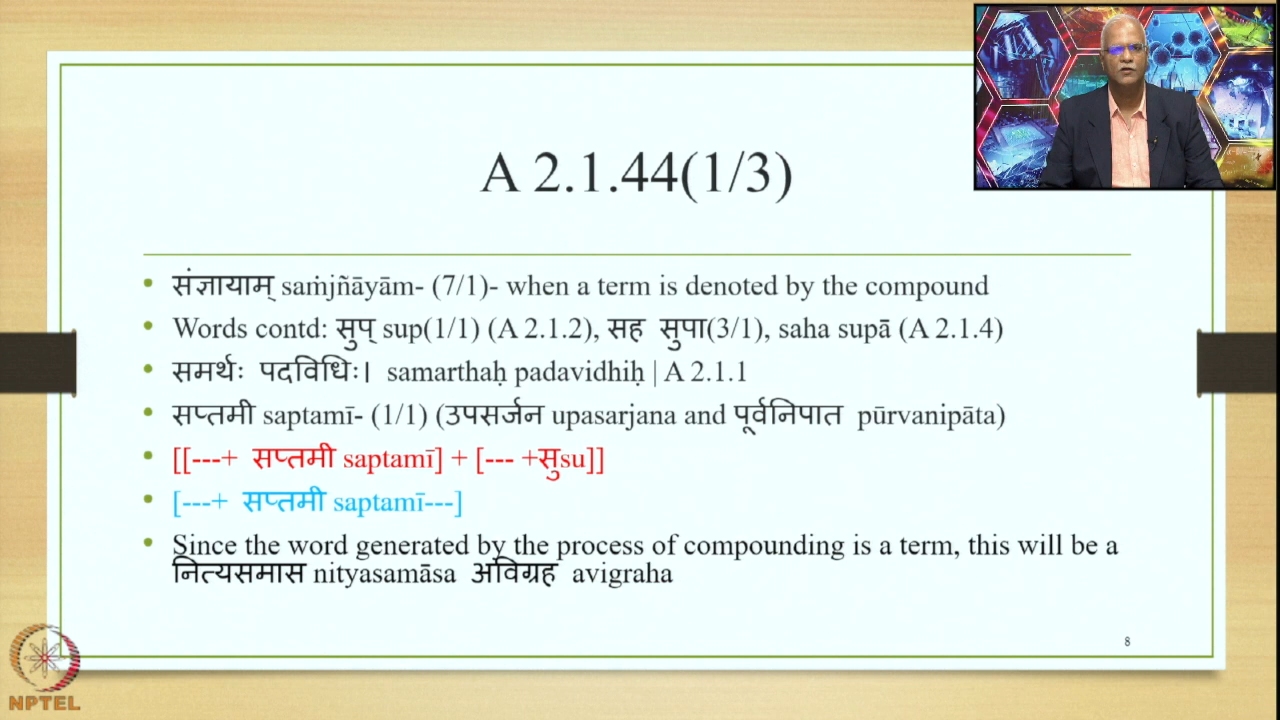 A 2.1.44(1/3)
• संज्ञायाम् saṁjñāyām- (7/1)- when a term is denoted by the compound
• Words contd: सुप् sup(1/1) (A 2.1.2), सह सुपा(3/1), saha supā (A 2.1.4)
• समर्थः पदविधिः। samarthaḥ padavidhiḥ | A 2.1.1
• सप्तमी saptamī- (1/1) (उपसर्जन upasarjana and पूर्वनिपात pūrvanipāta)
• [[---+ सप्तमी saptamī] + [--- +सुsu]]
• [---+ सप्तमी saptamī---]
• Since the word generated by the process of compounding is a term, this will be a
नित्यसमास nityasamāsa अविग्रह avigraha
8
NPTEL